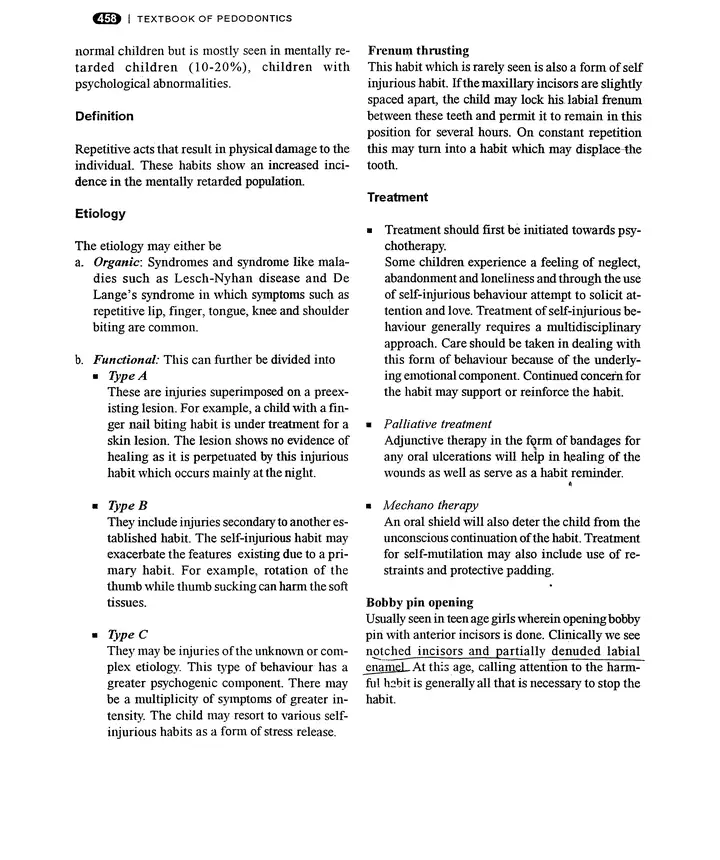 458 | TEXTBOOK OF PEDODONTICS
normal children but is mostly seen in mentally re-
tarded children (10-20%), children with
psychological abnormalities.
Definition
Repetitive acts that result in physical damage to the
individual. These habits show an increased inci-
dence in the mentally retarded population.
Etiology
The etiology may either be
a. Organic: Syndromes and syndrome like mala-
dies such as Lesch-Nyhan disease and De
Lange's syndrome in which symptoms such as
repetitive lip, finger, tongue, knee and shoulder
biting are common.
b. Functional: This can further be divided into
▪ Type A
These are injuries superimposed on a preex-
isting lesion. For example, a child with a fin-
ger nail biting habit is under treatment for a
skin lesion. The lesion shows no evidence of
healing as it is perpetuated by this injurious
habit which occurs mainly at the night.
▪ Type B
They include injuries secondary to another es-
tablished habit. The self-injurious habit may
exacerbate the features existing due to a pri-
mary habit. For example, rotation of the
thumb while thumb sucking can harm the soft
tissues.
▪ Type C
They may be injuries of the unknown or com-
plex etiology. This type of behaviour has a
greater psychogenic component. There may
be a multiplicity of symptoms of greater in-
tensity. The child may resort to various self-
injurious habits as a form of stress release.
Frenum thrusting
This habit which is rarely seen is also a form of self
injurious habit. If the maxillary incisors are slightly
spaced apart, the child may lock his labial frenum
between these teeth and permit it to remain in this
position for several hours. On constant repetition
this may turn into a habit which may displace the
tooth.
Treatment
▪ Treatment should first be initiated towards psy-
chotherapy.
Some children experience a feeling of neglect,
abandonment and loneliness and through the use
of self-injurious behaviour attempt to solicit at-
tention and love. Treatment of self-injurious be-
haviour generally requires a multidisciplinary
approach. Care should be taken in dealing with
this form of behaviour because of the underly-
ing emotional component. Continued concern for
the habit may support or reinforce the habit.
▪ Palliative treatment
Adjunctive therapy in the form of bandages for
any oral ulcerations will help in healing of the
wounds as well as serve as a habit reminder.
▪ Mechano therapy
An oral shield will also deter the child from the
unconscious continuation of the habit. Treatment
for self-mutilation may also include use of re-
straints and protective padding.
Bobby pin opening
Usually seen in teen age girls wherein opening bobby
pin with anterior incisors is done. Clinically we see
notched incisors and partially denuded labial
enamel. At this age, calling attention to the harm-
ful habit is generally all that is necessary to stop the
habit.